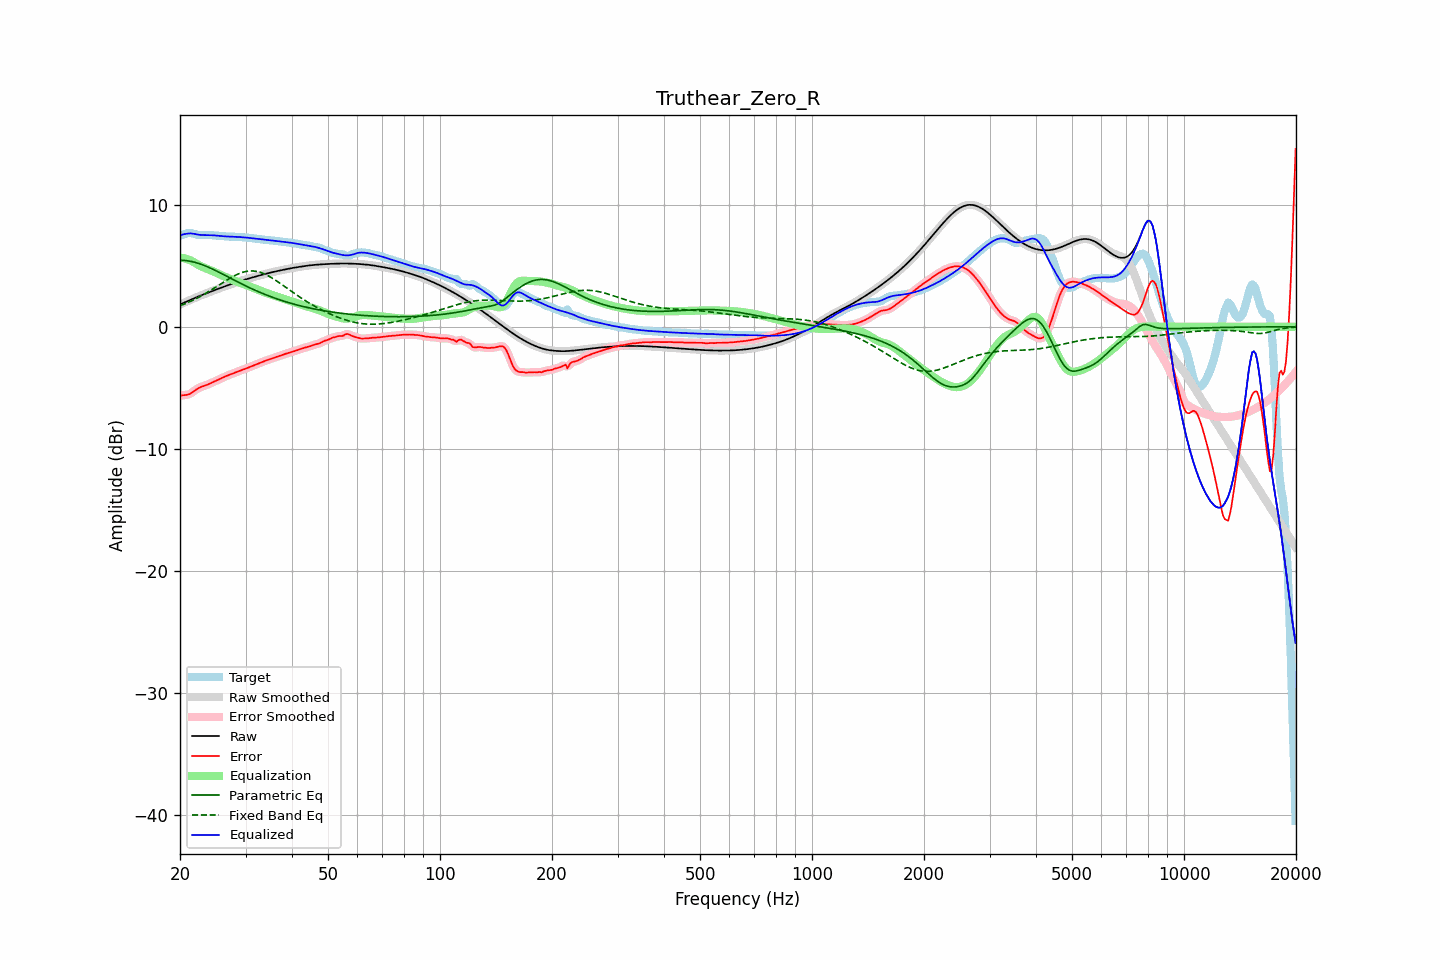 Truthear_Zero_R
Amplitude (dBr)
10
0
−10
−20
−30
−40
Target
Raw Smoothed
Error Smoothed
Raw
Error
Equalization
Parametric Eq
Fixed Band Eq
Equalized
20 50 100 200 500 1000 2000 5000 10000 20000
Frequency (Hz)